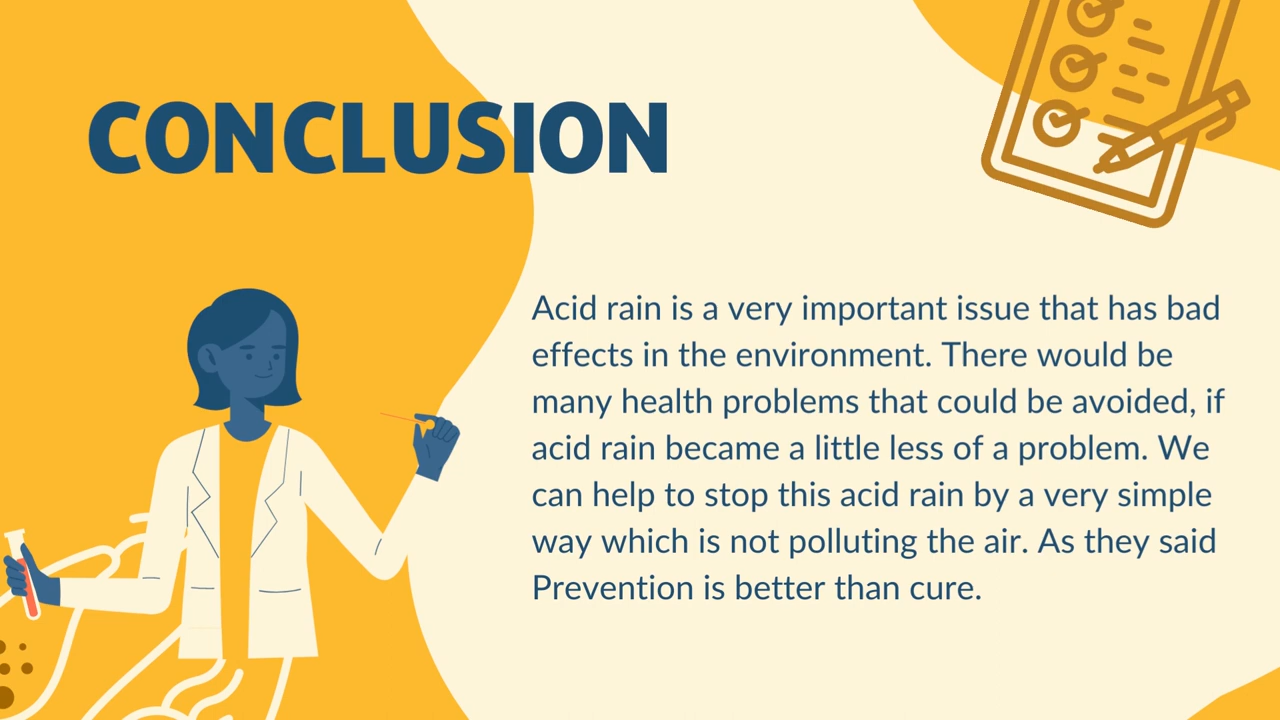 CONCLUSION
Acid rain is a very important issue that has bad
effects in the environment. There would be
many health problems that could be avoided, if
acid rain became a little less of a problem. We
can help to stop this acid rain by a very simple
way which is not polluting the air. As they said
Prevention is better than cure.